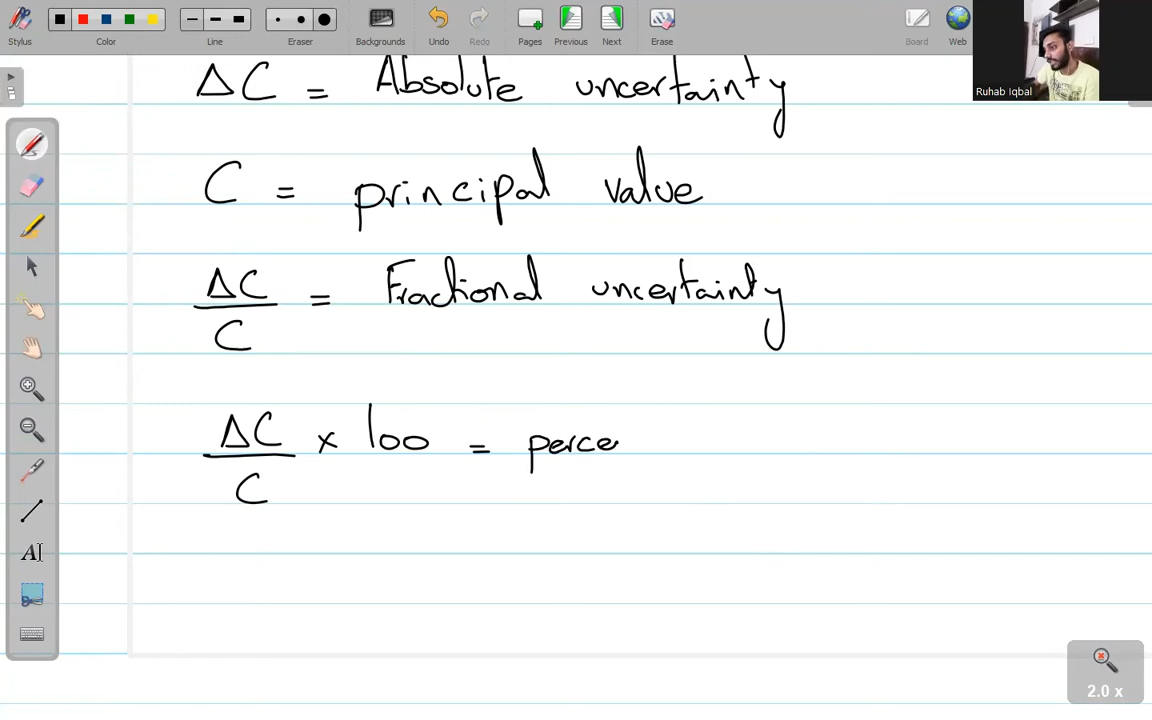 Stylus Color Line Eraser Backgrounds Undo Redo Pages Previous Next Erase Board Web
Ruhab Iqbal
ΔC = Absolute uncertainty
C = principal value
ΔC/C = Fractional uncertainty
ΔC/C × 100 = perce
2.0 x